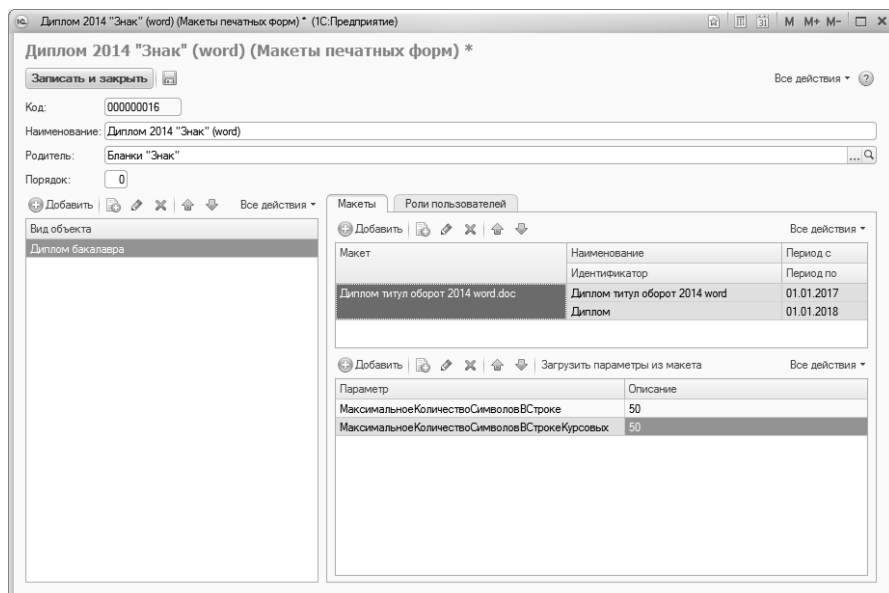 Диплом 2014 "Знак" (word) (Макеты печатных форм) * (1С:Предприятие) 31 M M+ M-
Диплом 2014 "Знак" (word) (Макеты печатных форм) *
Записать и закрыть Все действия ?
Код: 000000016
Наименование: Диплом 2014 "Знак" (word)
Родитель: Бланки "Знак" ...
Порядок: 0
Добавить Все действия
Вид объекта
Диплом бакалавра
Макеты Роли пользователей
Добавить Все действия
Макет Наименование Период с
Идентификатор Период по
Диплом титул оборот 2014 word.doc Диплом титул оборот 2014 word 01.01.2017
Диплом 01.01.2018
Добавить Загрузить параметры из макета Все действия
Параметр Описание
МаксимальноеКоличествоСимволовВСтроке 50
МаксимальноеКоличествоСимволовВСтрокеКурсовых 50